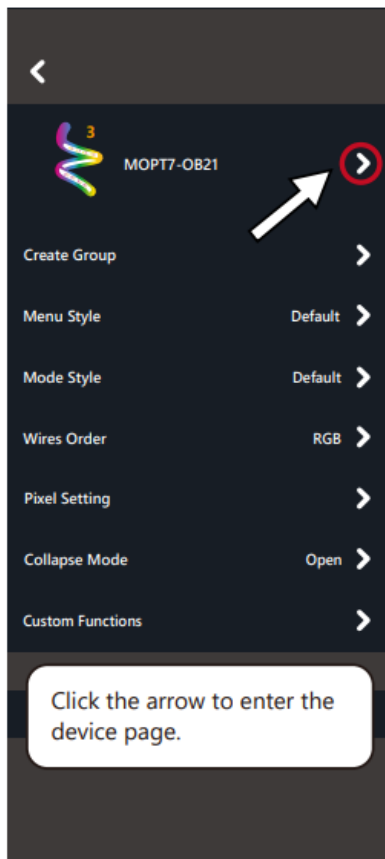 3
MOPT7-OB21
Create Group
Menu Style Default
Mode Style Default
Wires Order RGB
Pixel Setting
Collapse Mode Open
Custom Functions
Click the arrow to enter the
device page.